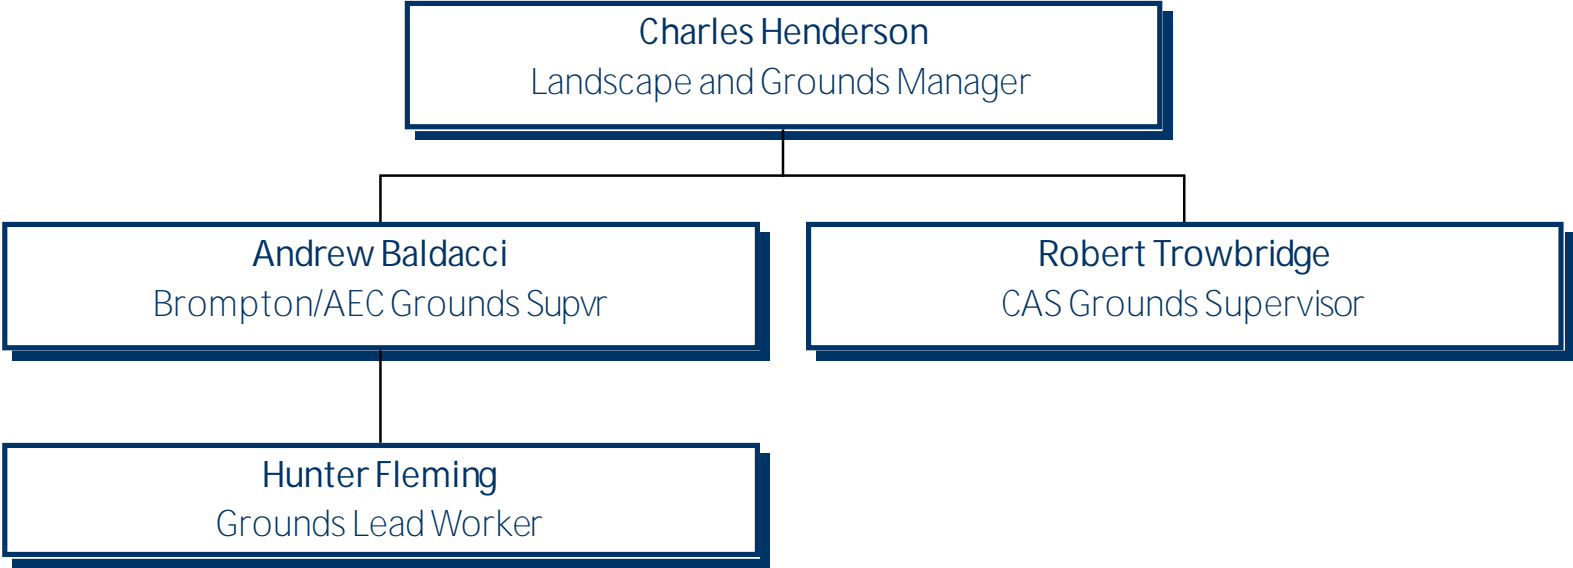 Charles Henderson
Landscape and Grounds Manager
Andrew Baldacci
Brompton/AEC Grounds Supvr
Robert Trowbridge
CAS Grounds Supervisor
Hunter Fleming
Grounds Lead Worker